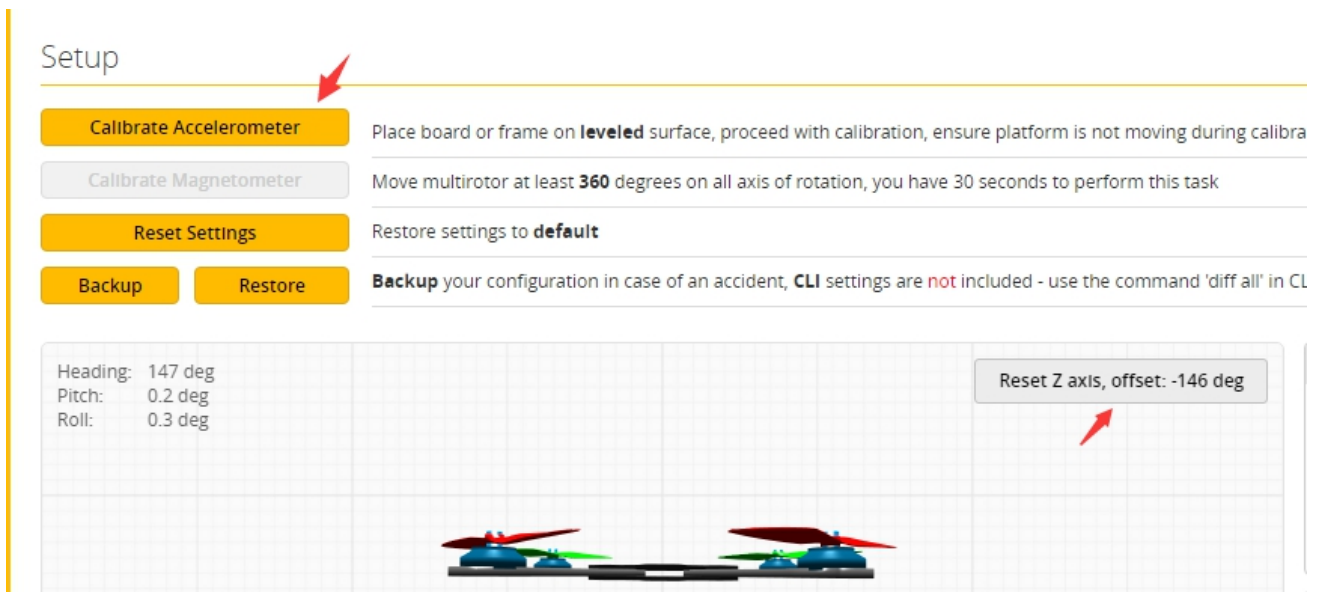 Setup
Calibrate Accelerometer
Place board or frame on leveled surface, proceed with calibration, ensure platform is not moving during calibra
Calibrate Magnetometer
Move multirotor at least 360 degrees on all axis of rotation, you have 30 seconds to perform this task
Reset Settings
Restore settings to default
Backup Restore
Backup your configuration in case of an accident, CLI settings are not included - use the command 'diff all' in CL
Heading: 147 deg
Pitch: 0.2 deg
Roll: 0.3 deg
Reset Z axis, offset: -146 deg